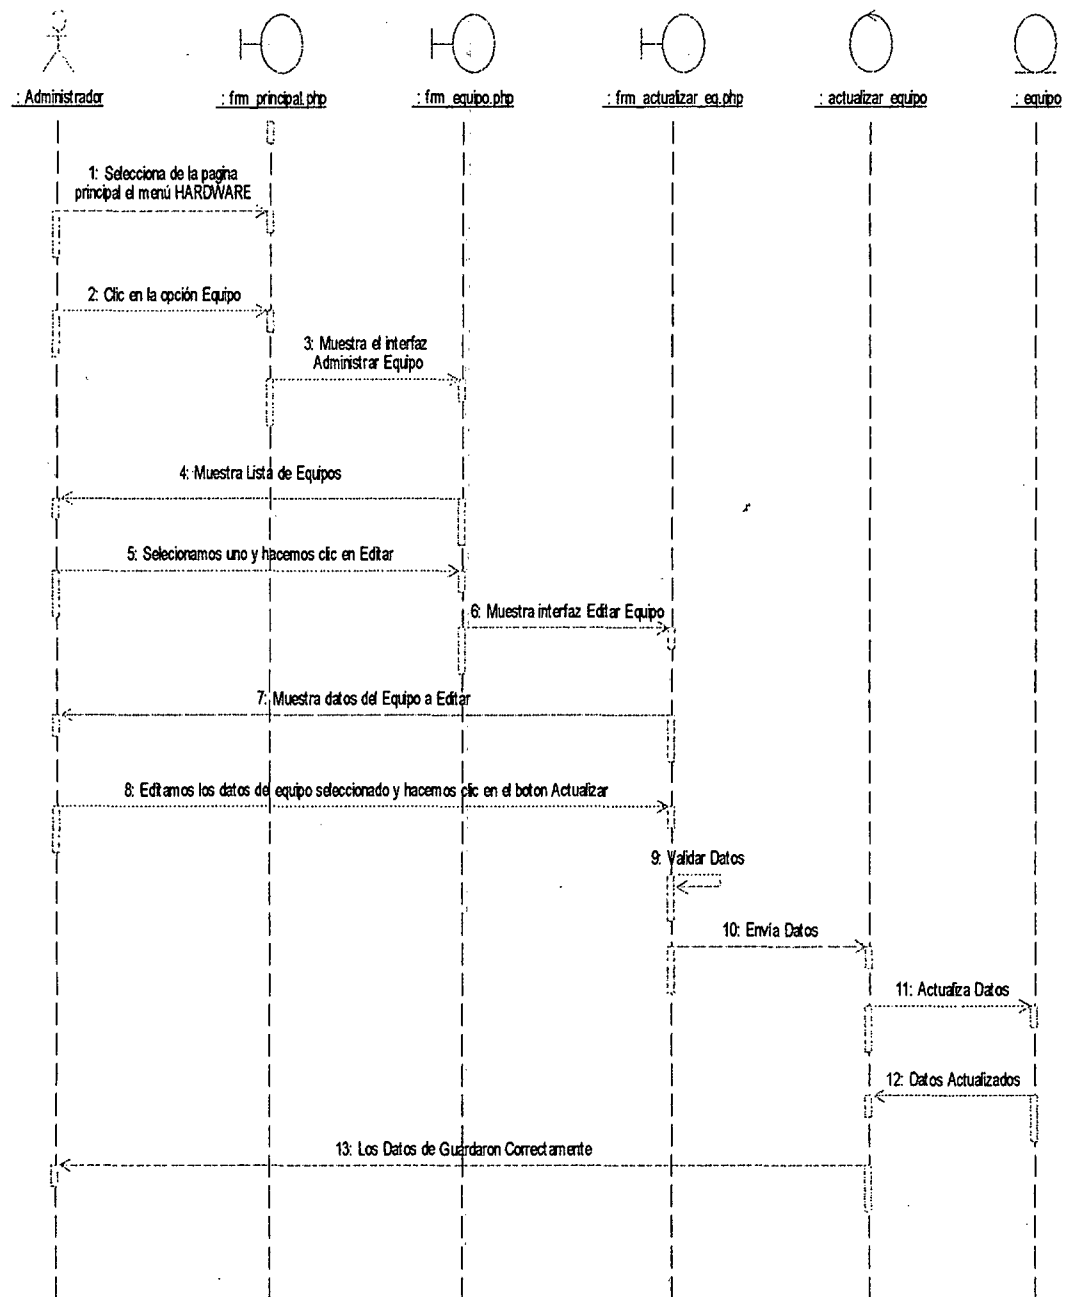 : Administrador
: frm_principal.php
: frm_equipo.php
: frm_actualizar_eq.php
: actualizar_equipo
: equipo
1: Selecciona de la pagina
principal el menú HARDWARE
2: Clic en la opción Equipo
3: Muestra el interfaz
Administrar Equipo
4: Muestra Lista de Equipos
5: Selecionamos uno y hacemos clic en Editar
6: Muestra interfaz Editar Equipo
7: Muestra datos del Equipo a Editar
8: Editamos los datos de equipo seleccionado y hacemos clic en el boton Actualizar
9: Validar Datos
10: Envía Datos
11: Actualiza Datos
12: Datos Actualizados
13: Los Datos de Guardaron Correctamente